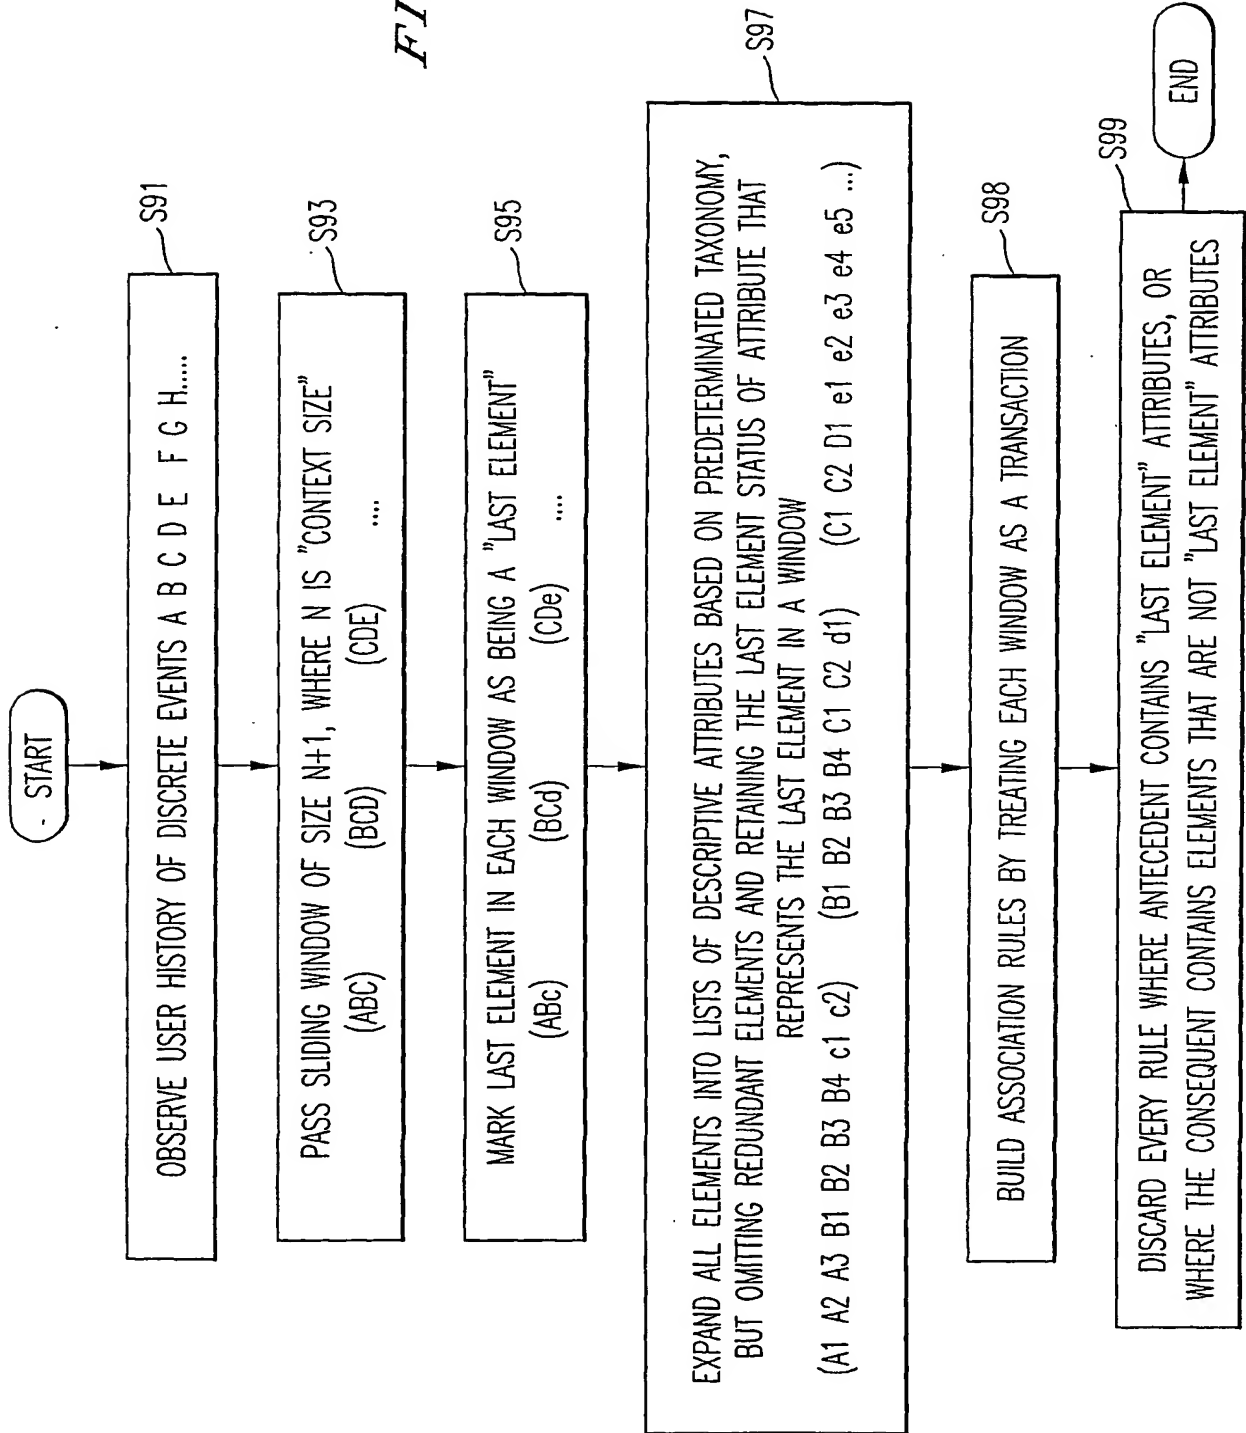 FI
START
S91
OBSERVE USER HISTORY OF DISCRETE EVENTS A B C D E F G H.....
S93
PASS SLIDING WINDOW OF SIZE N+1, WHERE N IS "CONTEXT SIZE"
(ABC) (BCD) (CDE) ....
S95
MARK LAST ELEMENT IN EACH WINDOW AS BEING A "LAST ELEMENT"
(ABc) (BCd) (CDe) ....
S97
EXPAND ALL ELEMENTS INTO LISTS OF DESCRIPTIVE ATTRIBUTES BASED ON PREDETERMINATED TAXONOMY,
BUT OMITTING REDUNDANT ELEMENTS AND RETAINING THE LAST ELEMENT STATUS OF ATTRIBUTE THAT
REPRESENTS THE LAST ELEMENT IN A WINDOW
(A1 A2 A3 B1 B2 B3 B4 c1 c2) (B1 B2 B3 B4 C1 C2 d1) (C1 C2 D1 e1 e2 e3 e4 e5 ...)
S98
BUILD ASSOCIATION RULES BY TREATING EACH WINDOW AS A TRANSACTION
S99
DISCARD EVERY RULE WHERE ANTECEDENT CONTAINS "LAST ELEMENT" ATTRIBUTES, OR
WHERE THE CONSEQUENT CONTAINS ELEMENTS THAT ARE NOT "LAST ELEMENT" ATTRIBUTES
END